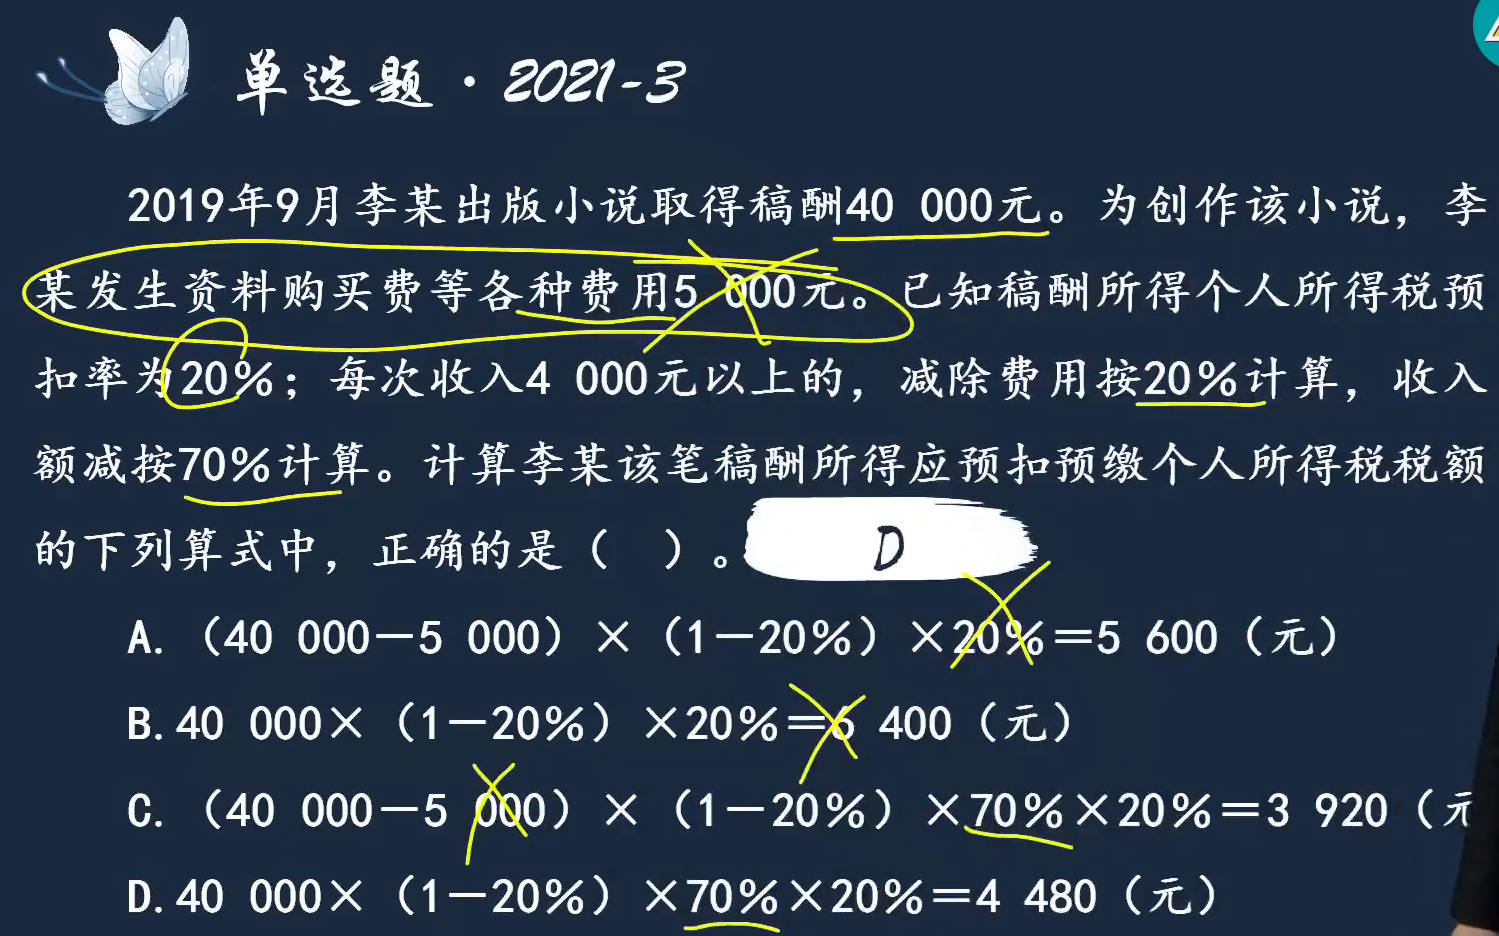 单选题·2021-3
2019年9月李某出版小说取得稿酬40 000元。为创作该小说，李
某发生资料购买费等各种费用5 000元。已知稿酬所得个人所得税预
扣率为20%；每次收入4 000元以上的，减除费用按20%计算，收入
额减按70%计算。计算李某该笔稿酬所得应预扣预缴个人所得税税额
的下列算式中，正确的是（ ）。 D
A.（40 000－5 000）×（1－20%）×20%＝5 600（元）
B.40 000×（1－20%）×20%＝6 400（元）
C.（40 000－5 000）×（1－20%）×70%×20%＝3 920（元
D.40 000×（1－20%）×70%×20%＝4 480（元）